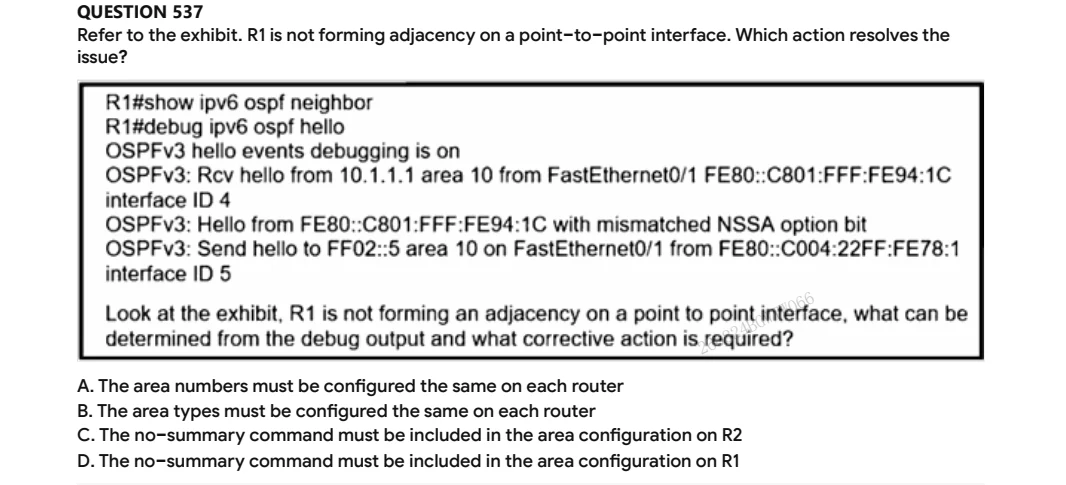 QUESTION 537
Refer to the exhibit. R1 is not forming adjacency on a point-to-point interface. Which action resolves the
issue?
R1#show ipv6 ospf neighbor
R1#debug ipv6 ospf hello
OSPFv3 hello events debugging is on
OSPFv3: Rcv hello from 10.1.1.1 area 10 from FastEthernet0/1 FE80::C801:FFF:FE94:1C
interface ID 4
OSPFv3: Hello from FE80::C801:FFF:FE94:1C with mismatched NSSA option bit
OSPFv3: Send hello to FF02::5 area 10 on FastEthernet0/1 from FE80::C004:22FF:FE78:1
interface ID 5
Look at the exhibit, R1 is not forming an adjacency on a point to point interface, what can be
determined from the debug output and what corrective action is required?
A. The area numbers must be configured the same on each router
B. The area types must be configured the same on each router
C. The no-summary command must be included in the area configuration on R2
D. The no-summary command must be included in the area configuration on R1